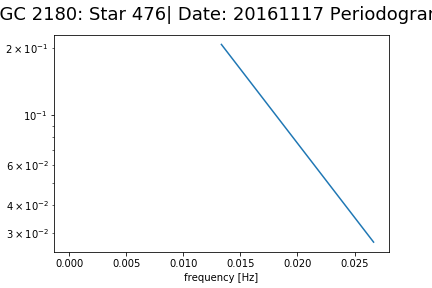 GC 2180: Star 476| Date: 20161117 Periodogra
2 × 10⁻¹
10⁻¹
6 × 10⁻²
4 × 10⁻²
3 × 10⁻²
0.000 0.005 0.010 0.015 0.020 0.025
frequency [Hz]